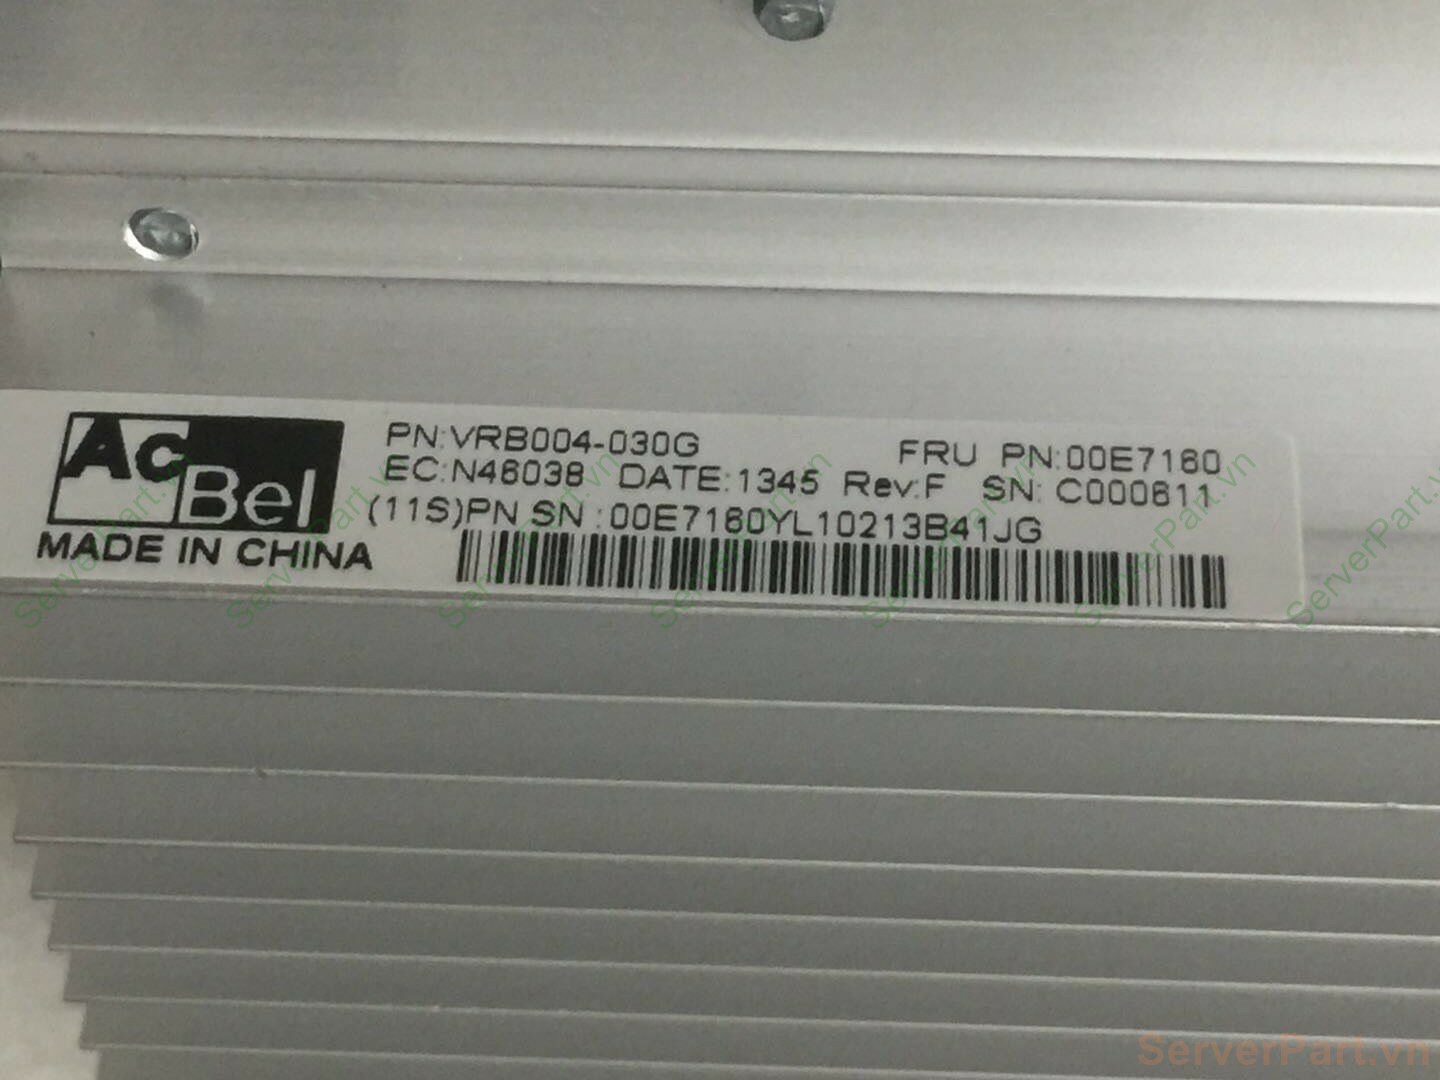 AcBel
MADE IN CHINA
PN:VRB004-030G FRU PN:00E7160
EC:N46038 DATE:1345 Rev:F SN: C000611
(11S)PN SN :00E7160YL10213B41JG
ServerPart.vn